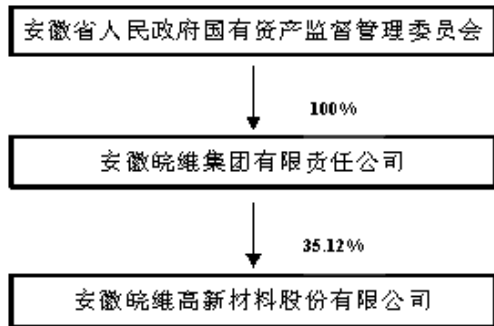 安徽省人民政府国有资产监督管理委员会
100%
安徽皖维集团有限责任公司
35.12%
安徽皖维高新材料股份有限公司